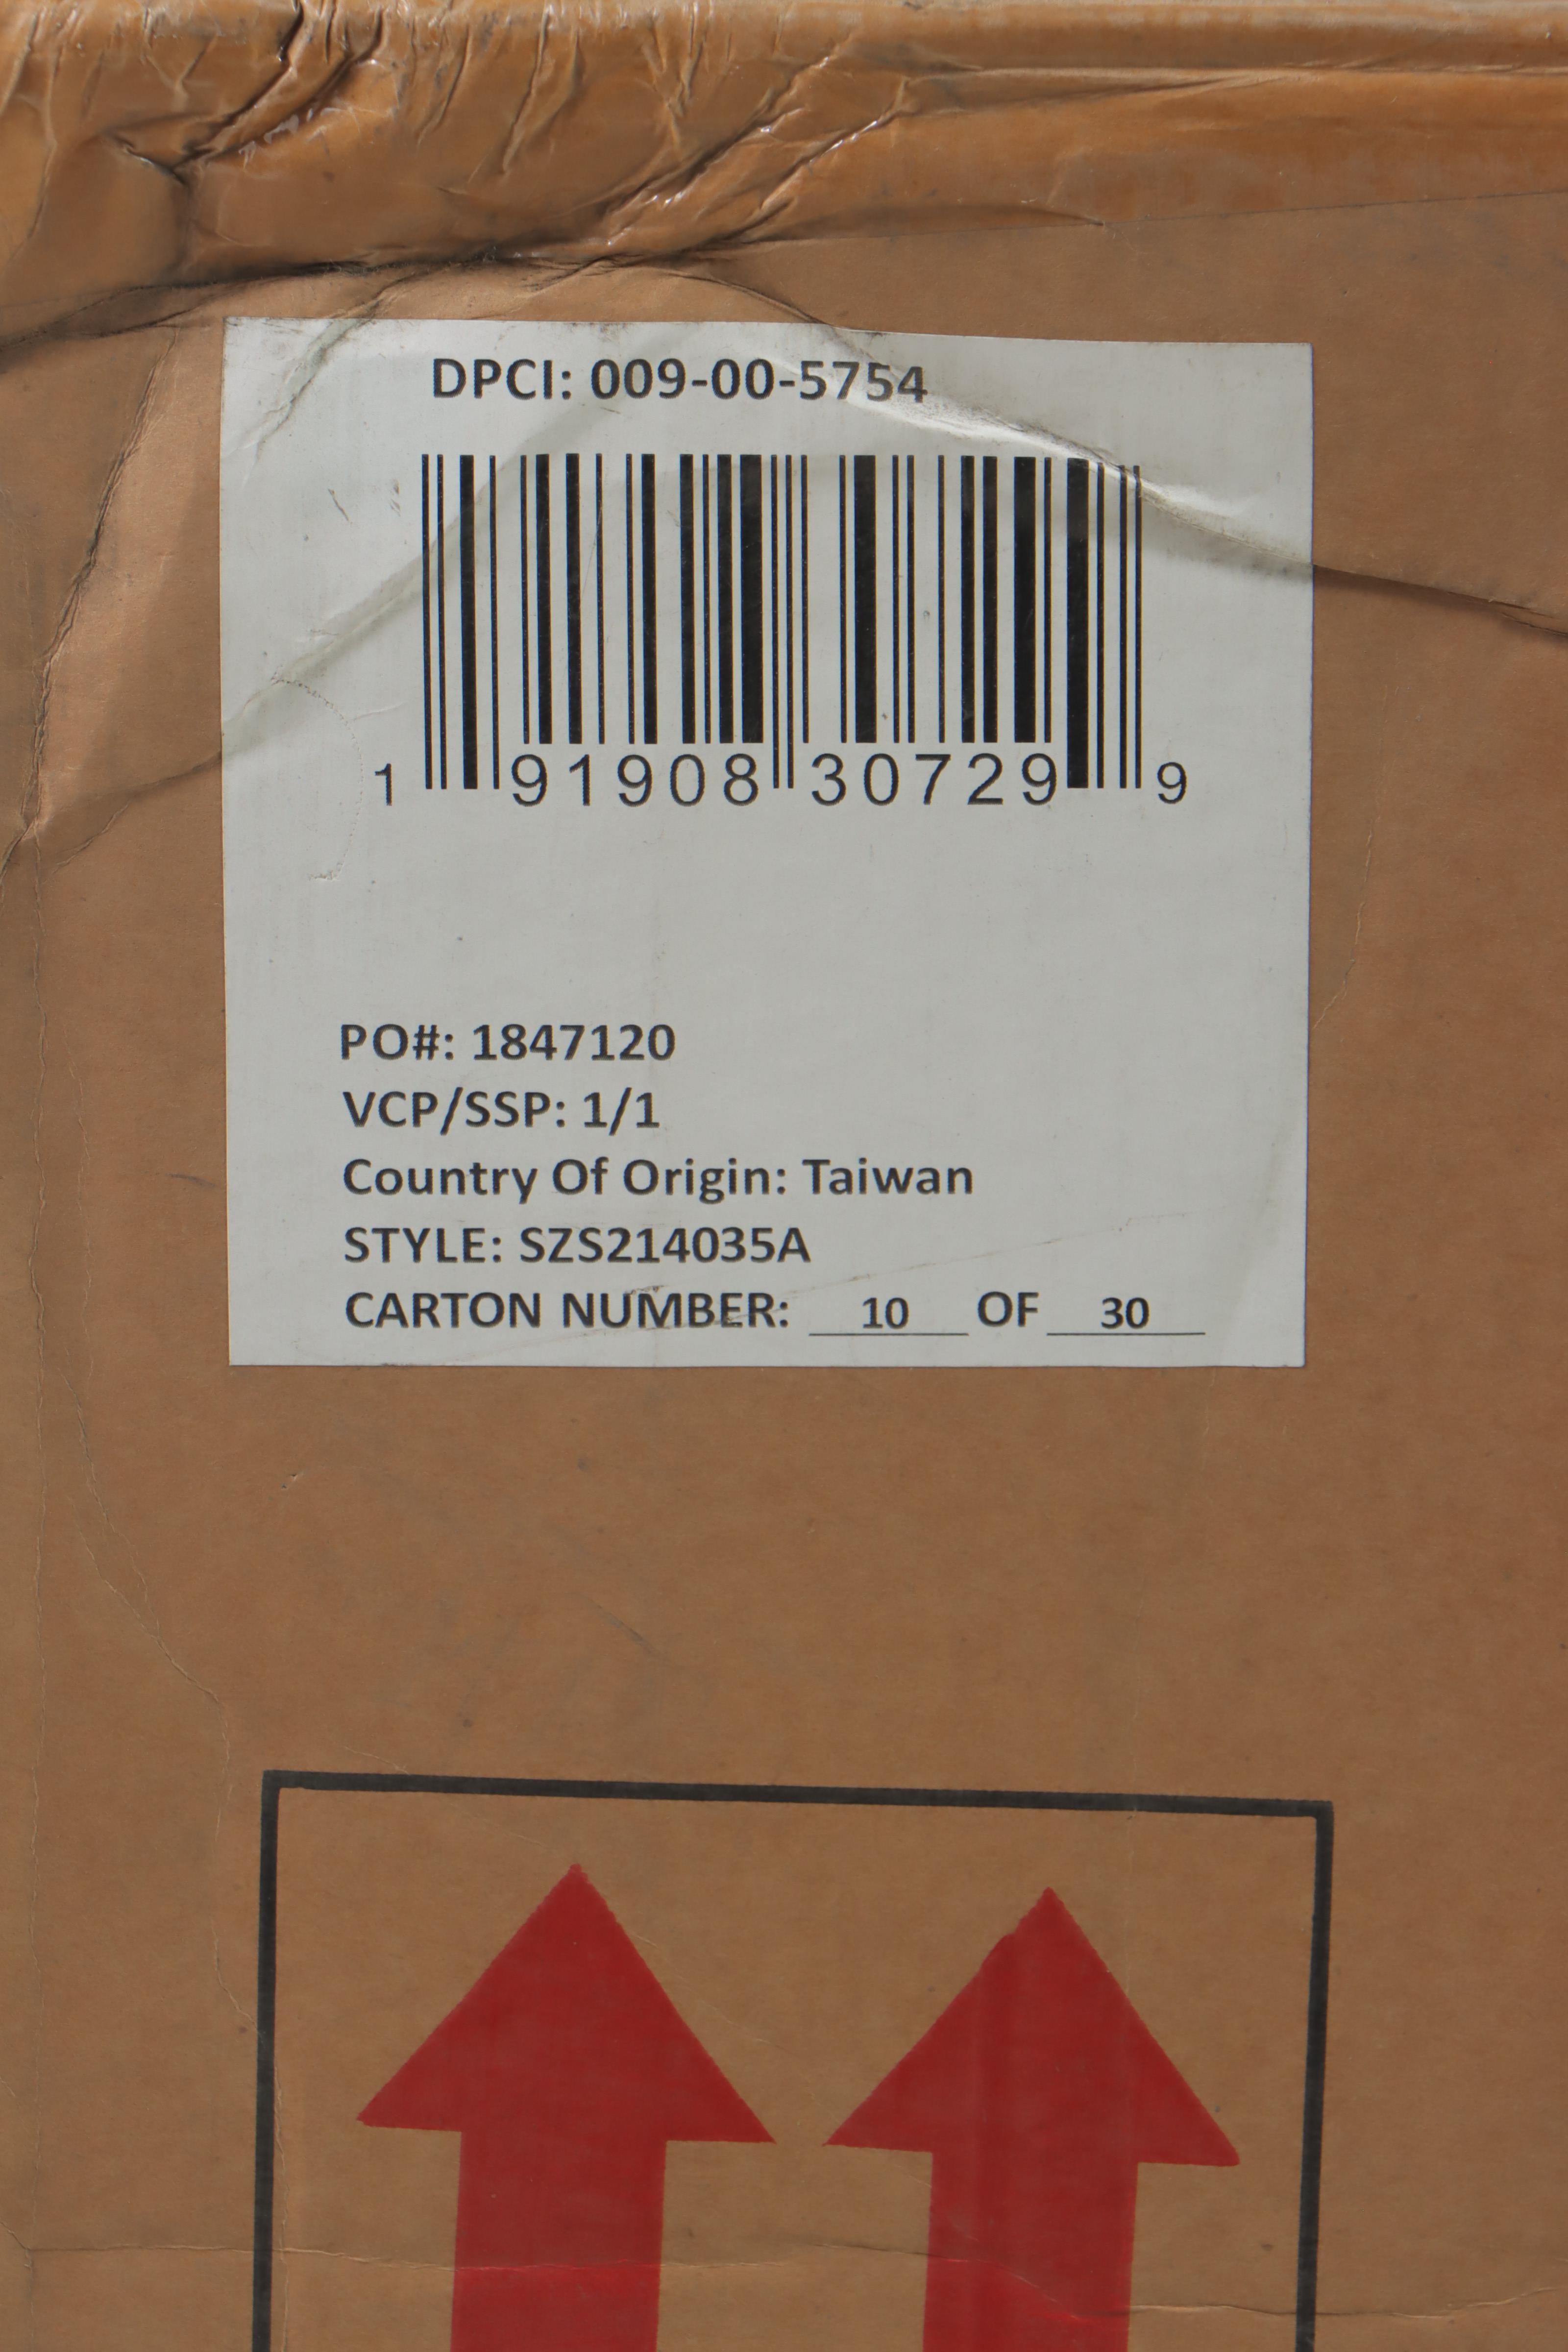 DPCI: 009-00-5754
1 91908 30729 9
PO#: 1847120
VCP/SSP: 1/1
Country Of Origin: Taiwan
STYLE: SZS214035A
CARTON NUMBER: 10 OF 30